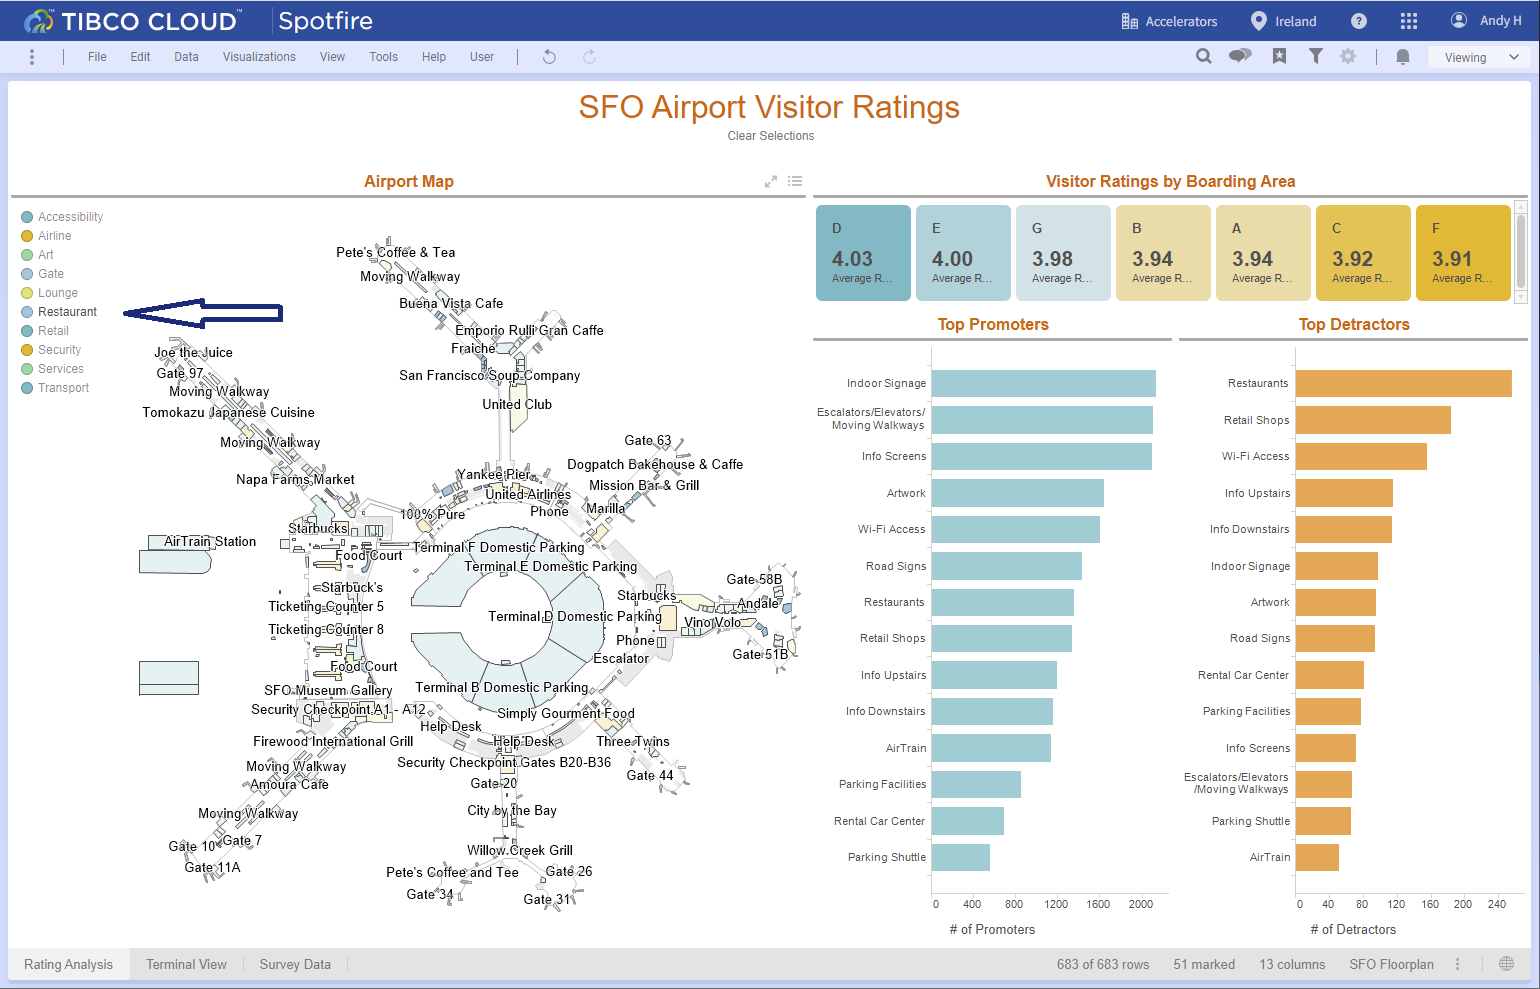 TIBCO CLOUD™ Spotfire
Accelerators
Ireland
?
Andy H
File Edit Data Visualizations View Tools Help User
Viewing
SFO Airport Visitor Ratings
Clear Selections
Airport Map
Accessibility
Airline
Art
Gate
Lounge
Restaurant
Retail
Security
Services
Transport
Pete's Coffee & Tea
Moving Walkway
Buena Vista Cafe
Emporio Rulli Gran Caffe
Fraiche
San Francisco Soup Company
United Club
Joe the Juice
Gate 97
Moving Walkway
Tomokazu Japanese Cuisine
Moving Walkway
Napa Farms Market
Gate 63
Dogpatch Bakehouse & Caffe
Mission Bar & Grill
Marilla
Yankee Pier
United Airlines
Phone
100% Pure
Starbucks
AirTrain Station
Food Court
Terminal F Domestic Parking
Terminal E Domestic Parking
Starbuck's
Ticketing Counter 5
Terminal D Domestic Parking
Ticketing Counter 8
Gate 58B
Starbucks
Andale
Vino Volo
Phone
Escalator
Gate 51B
Food Court
SFO Museum Gallery
Terminal B Domestic Parking
Security Checkpoint A1 - A12
Simply Gourment Food
Help Desk
Firewood International Grill
Help Desk
Three Twins
Security Checkpoint Gates B20-B36
Moving Walkway
Gate 44
Amoura Cafe
Gate 20
Moving Walkway
City by the Bay
Gate 10
Gate 7
Willow Creek Grill
Gate 11A
Pete's Coffee and Tee
Gate 26
Gate 34
Gate 31
Visitor Ratings by Boarding Area
D
4.03
Average R...
E
4.00
Average R...
G
3.98
Average R...
B
3.94
Average R...
A
3.94
Average R...
C
3.92
Average R...
F
3.91
Average R...
Top Promoters
Indoor Signage
Escalators/Elevators/
Moving Walkways
Info Screens
Artwork
Wi-Fi Access
Road Signs
Restaurants
Retail Shops
Info Upstairs
Info Downstairs
AirTrain
Parking Facilities
Rental Car Center
Parking Shuttle
0 400 800 1200 1600 2000
# of Promoters
Top Detractors
Restaurants
Retail Shops
Wi-Fi Access
Info Upstairs
Info Downstairs
Indoor Signage
Artwork
Road Signs
Rental Car Center
Parking Facilities
Info Screens
Escalators/Elevators
/Moving Walkways
Parking Shuttle
AirTrain
0 40 80 120 160 200 240
# of Detractors
Rating Analysis Terminal View Survey Data
683 of 683 rows 51 marked 13 columns SFO Floorplan